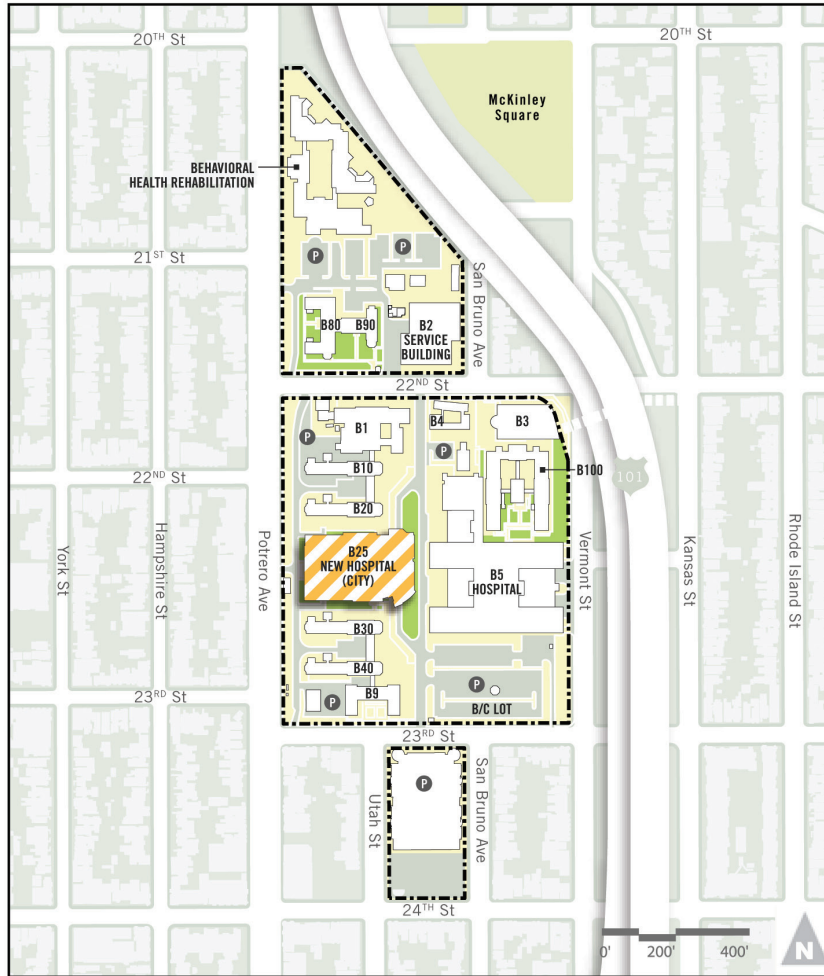 20TH St
20TH St
McKinley
Square
BEHAVIORAL
HEALTH REHABILITATION
P
P
21ST St
San Bruno Ave
B80
B90
B2
SERVICE
BUILDING
22ND St
B1
B4
B3
P
P
B10
B100
101
22ND St
B20
York St
Hampshire St
Potrero Ave
B25
NEW HOSPITAL
(CITY)
B5
HOSPITAL
Vermont St
Kansas St
Rhode Island St
B30
B40
23RD St
B9
P
P
B/C LOT
23RD St
P
Utah St
San Bruno Ave
24TH St
0'
200'
400'
N